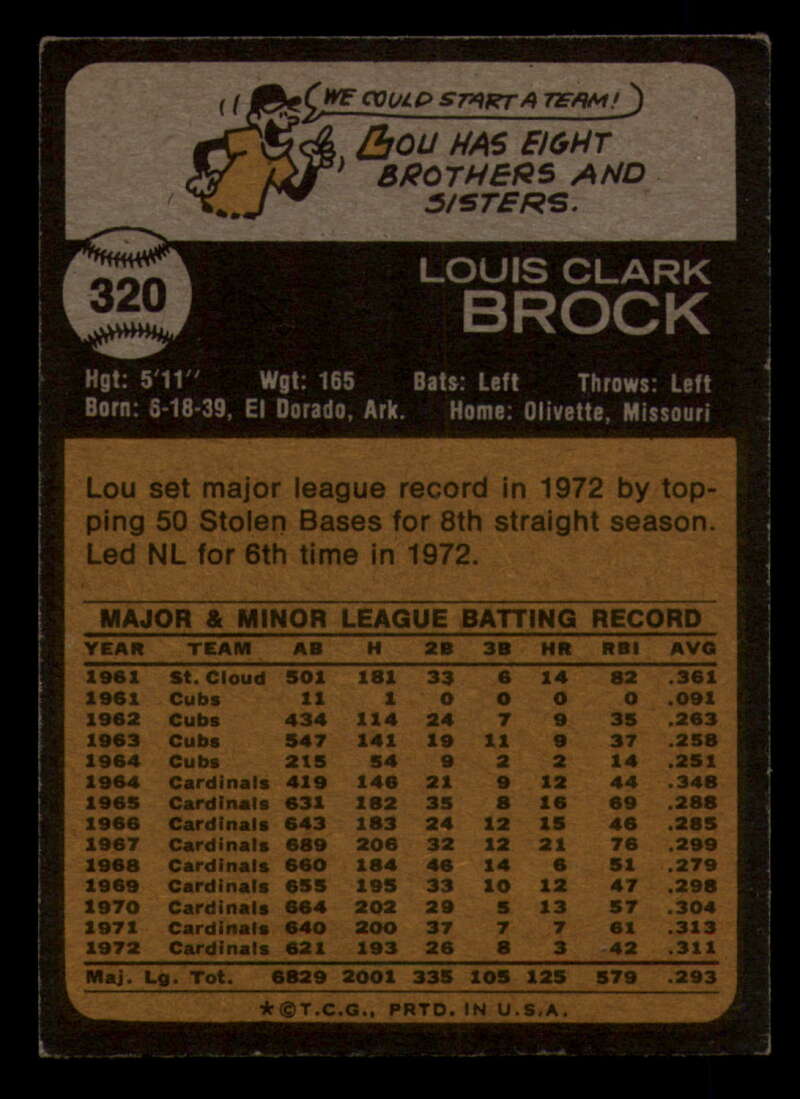 WE COULD START A TEAM!
LOU HAS EIGHT
BROTHERS AND
SISTERS.
320
LOUIS CLARK
BROCK
Hgt: 5'11" Wgt: 165 Bats: Left Throws: Left
Born: 6-18-39, El Dorado, Ark. Home: Olivette, Missouri
Lou set major league record in 1972 by top-
ping 50 Stolen Bases for 8th straight season.
Led NL for 6th time in 1972.
MAJOR & MINOR LEAGUE BATTING RECORD
YEAR TEAM AB H 2B 3B HR RBI AVG
1961 St. Cloud 501 181 33 6 14 82 .361
1961 Cubs 11 1 0 0 0 0 .091
1962 Cubs 434 114 24 7 9 35 .263
1963 Cubs 547 141 19 11 9 37 .258
1964 Cubs 215 54 9 2 2 14 .251
1964 Cardinals 419 146 21 9 12 44 .348
1965 Cardinals 631 182 35 8 16 69 .288
1966 Cardinals 643 183 24 12 15 46 .285
1967 Cardinals 689 206 32 12 21 76 .299
1968 Cardinals 660 184 46 14 6 51 .279
1969 Cardinals 655 195 33 10 12 47 .298
1970 Cardinals 664 202 29 5 13 57 .304
1971 Cardinals 640 200 37 7 7 61 .313
1972 Cardinals 621 193 26 8 3 42 .311
Maj. Lg. Tot. 6829 2001 335 105 125 579 .293
*©T.C.G., PRTD. IN U.S.A.